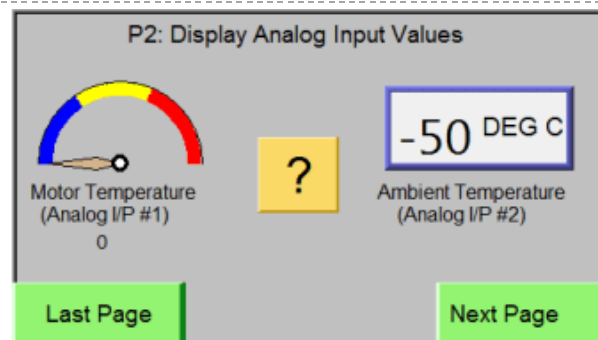 P2: Display Analog Input Values
-50 DEG C
?
Motor Temperature
(Analog I/P #1)
0
Ambient Temperature
(Analog I/P #2)
Last Page
Next Page